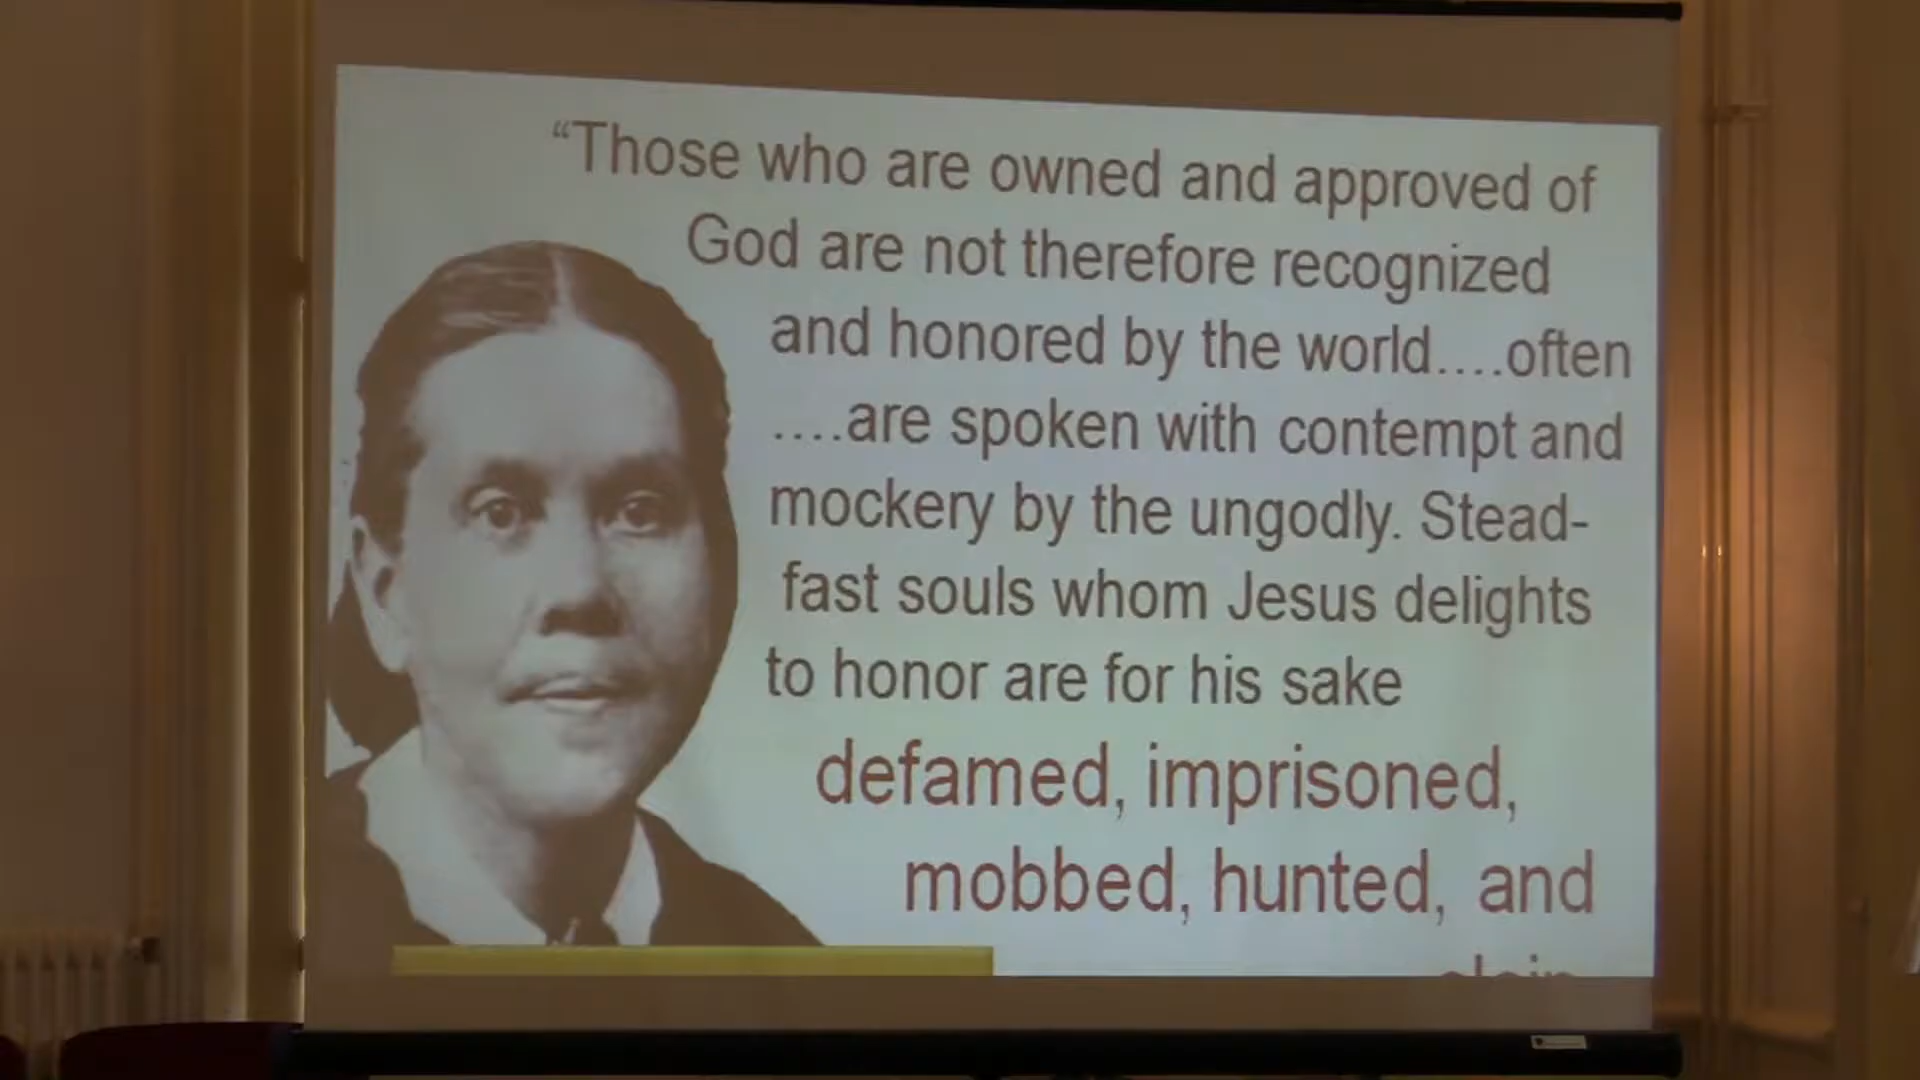 “Those who are owned and approved of
God are not therefore recognized
and honored by the world....often
....are spoken with contempt and
mockery by the ungodly. Stead-
fast souls whom Jesus delights
to honor are for his sake
defamed, imprisoned,
mobbed, hunted, and